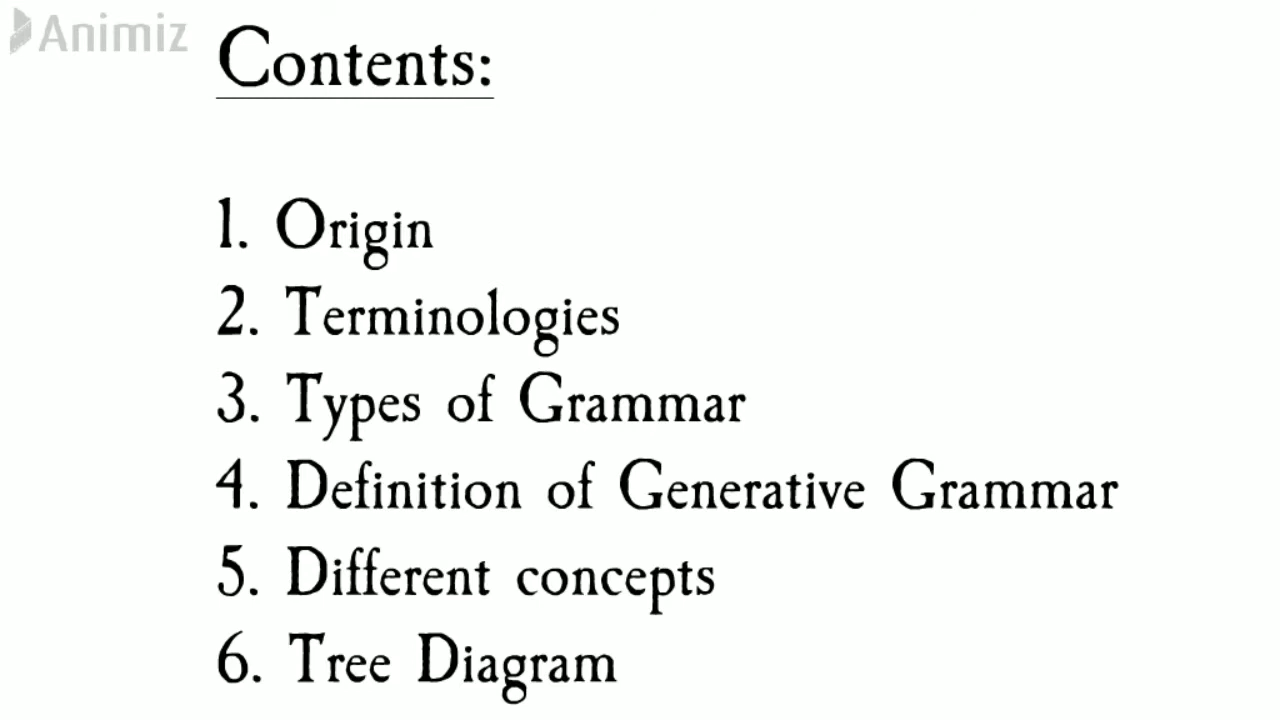 Animiz
Contents:
1. Origin
2. Terminologies
3. Types of Grammar
4. Definition of Generative Grammar
5. Different concepts
6. Tree Diagram